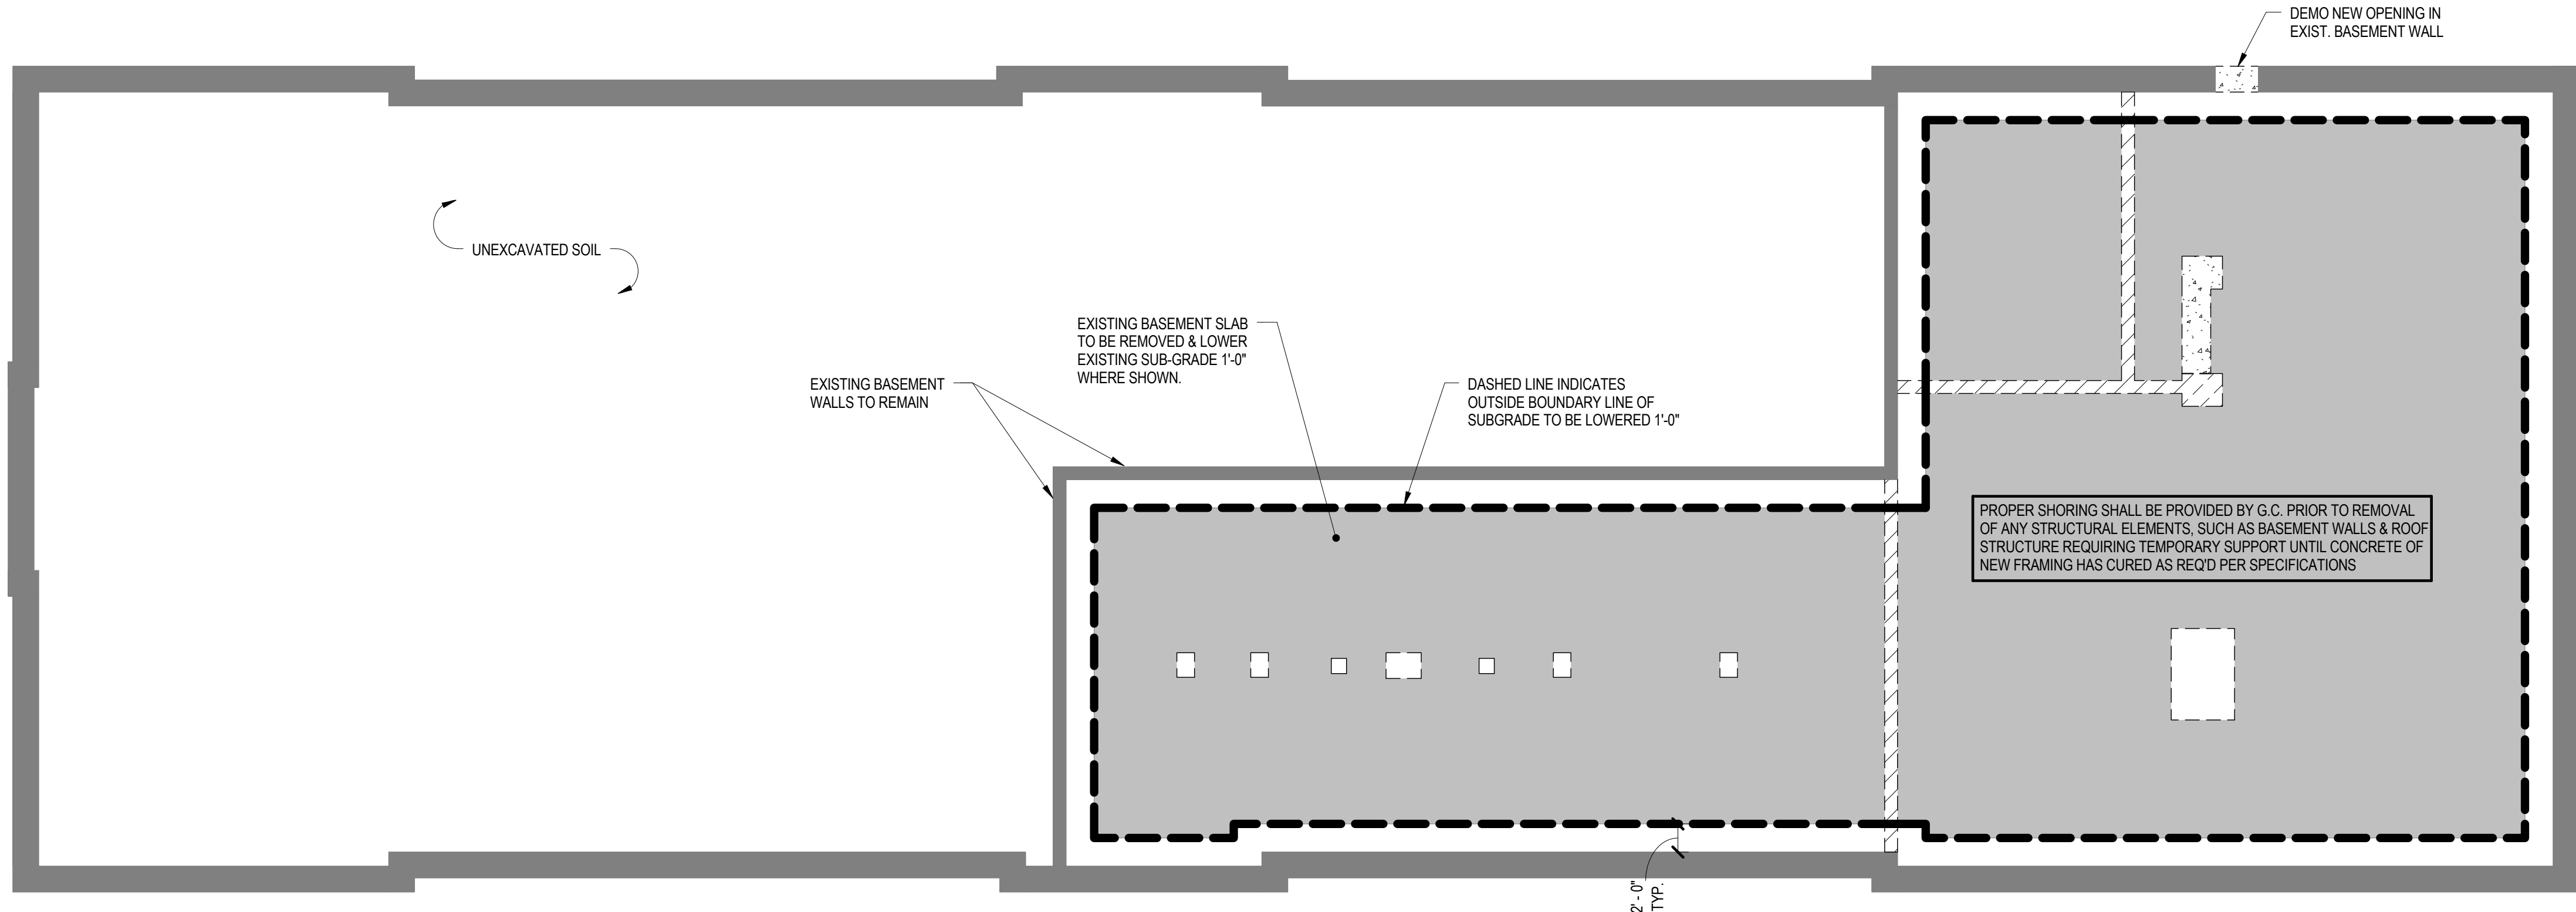 DEMO NEW OPENING IN
EXIST. BASEMENT WALL
UNEXCAVATED SOIL
EXISTING BASEMENT SLAB
TO BE REMOVED & LOWER
EXISTING SUB-GRADE 1'-0"
WHERE SHOWN.
EXISTING BASEMENT
WALLS TO REMAIN
DASHED LINE INDICATES
OUTSIDE BOUNDARY LINE OF
SUBGRADE TO BE LOWERED 1'-0"
PROPER SHORING SHALL BE PROVIDED BY G.C. PRIOR TO REMOVAL
OF ANY STRUCTURAL ELEMENTS, SUCH AS BASEMENT WALLS & ROOF
STRUCTURE REQUIRING TEMPORARY SUPPORT UNTIL CONCRETE OF
NEW FRAMING HAS CURED AS REQ'D PER SPECIFICATIONS
2' - 0"
TYP.